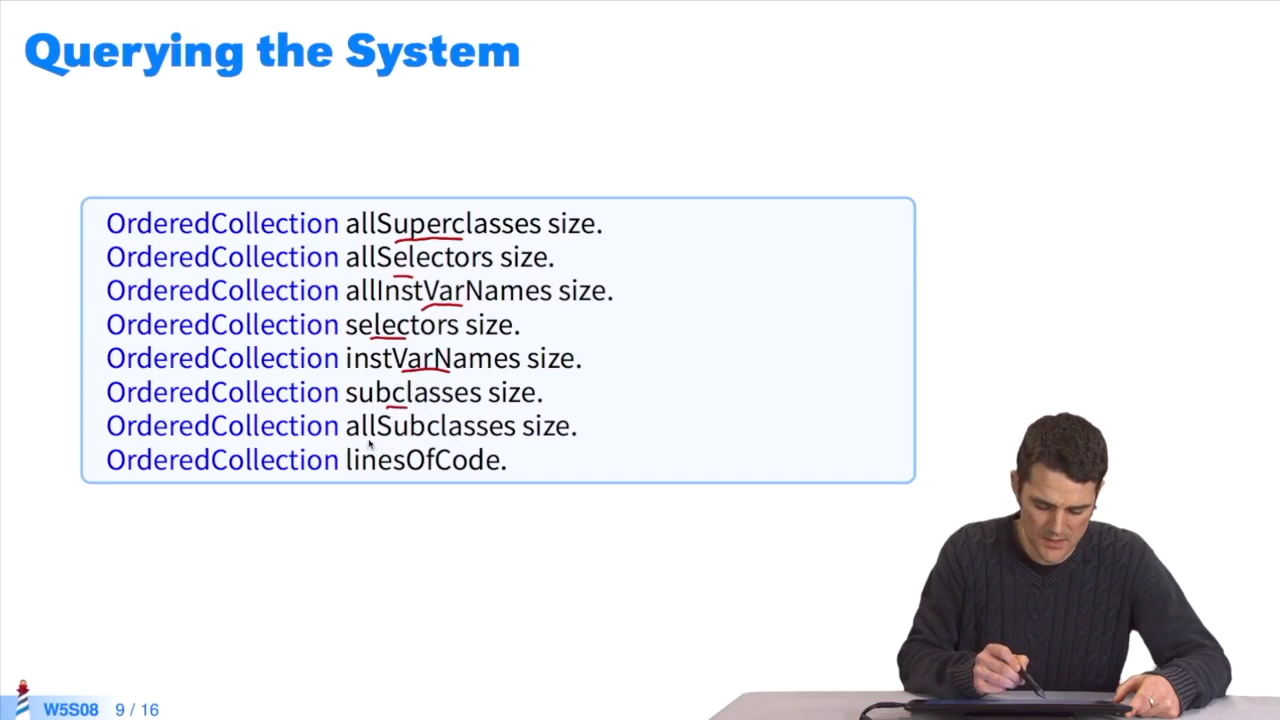 Querying the System
OrderedCollection allSuperclasses size.
OrderedCollection allSelectors size.
OrderedCollection allInstVarNames size.
OrderedCollection selectors size.
OrderedCollection instVarNames size.
OrderedCollection subclasses size.
OrderedCollection allSubclasses size.
OrderedCollection linesOfCode.
W5S08 9 / 16